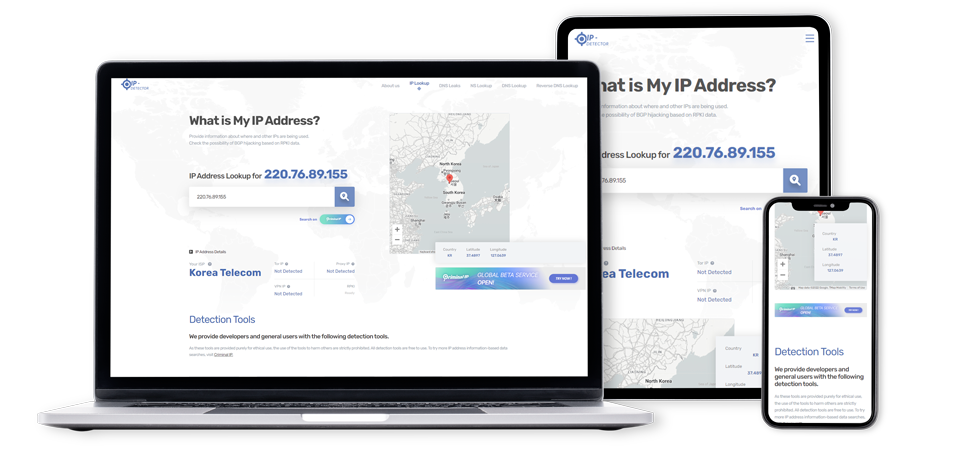 IP -
DETECTOR
About us
IP Lookup
DNS Leaks
NS Lookup
DNS Lookup
Reverse DNS Lookup
What is My IP Address?
Provide information about where and other IPs are being used.
Check the possibility of BGP hijacking based on RPKI data.
IP Address Lookup for 220.76.89.155
220.76.89.155
Search on
IP Address Details
Your ISP
Korea Telecom
Tor IP
Not Detected
Proxy IP
Not Detected
VPN IP
Not Detected
North Korea
South Korea
+
−
Country
KR
Latitude
37.4897
Longitude
127.0639
Criminal IP
GLOBAL BETA SERVICE
OPEN!
TRY NOW !
Detection Tools
We provide developers and general users with the following detection tools.
As these tools are provided purely for ethical use, the use of the tools to harm others are strictly prohibited. All detection tools are free to use. To try more IP address information-based data
searches, visit Criminal IP.
IP -
DETECTOR
hat is My IP Address?
information about where and other IPs are being used.
e possibility of BGP hijacking based on RPKI data.
ddress Lookup for 220.76.89.155
.89.155
Search on
ess Details
ea Telecom
Tor IP
Not Detected
VPN IP
Not Detected
North Korea
Country
KR
Latitude
37.489
Longitude
Country
KR
Latitude
37.4897
Longitude
127.0639
+
−
GLOBAL BETA SERVICE
OPEN!
Detection Tools
We provide developers and
general users with the following
detection tools.
As these tools are provided purely for ethical use,
the use of the tools to harm others are strictly
prohibited. All detection tools are free to use. To try
more IP address information-based data searches,